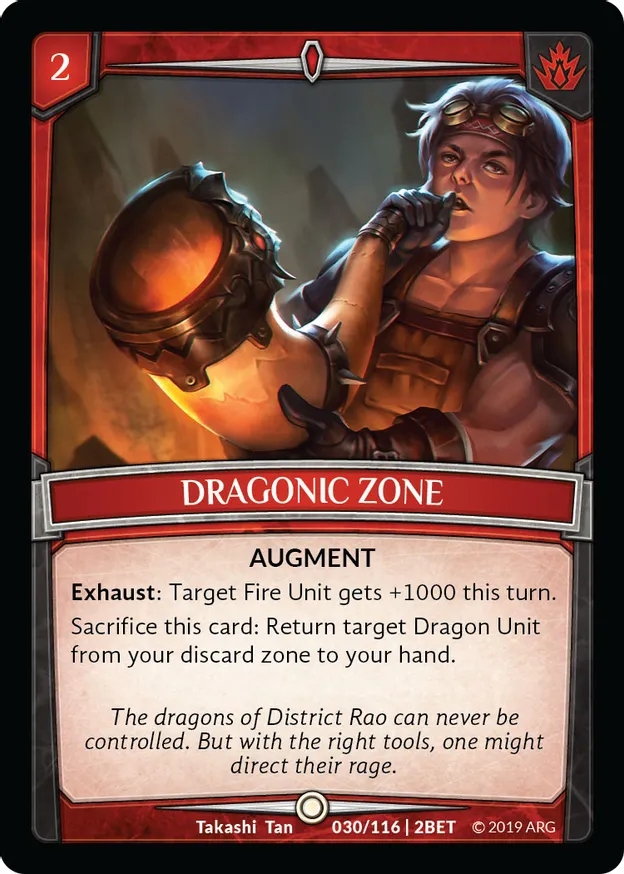 2
DRAGONIC ZONE
AUGMENT
Exhaust: Target Fire Unit gets +1000 this turn.
Sacrifice this card: Return target Dragon Unit
from your discard zone to your hand.
The dragons of District Rao can never be
controlled. But with the right tools, one might
direct their rage.
Takashi Tan 030/116 | 2BET © 2019 ARG